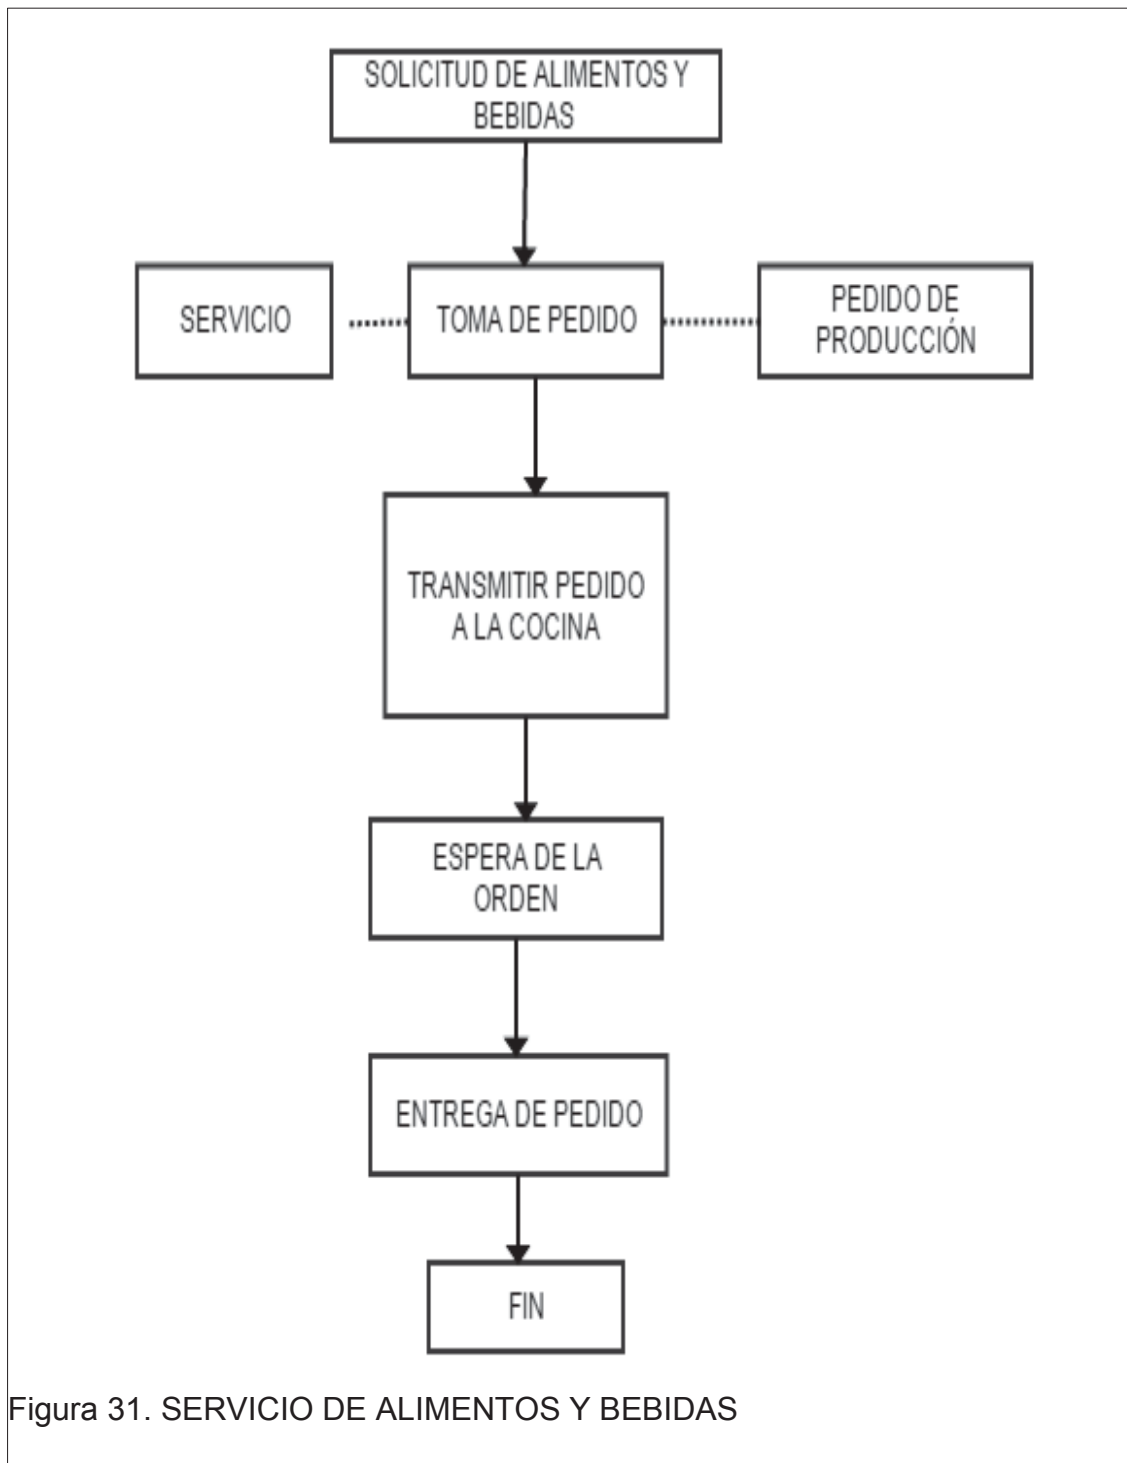 SOLICITUD DE ALIMENTOS Y
BEBIDAS
SERVICIO
TOMA DE PEDIDO
PEDIDO DE
PRODUCCIÓN
TRANSMITIR PEDIDO
A LA COCINA
ESPERA DE LA
ORDEN
ENTREGA DE PEDIDO
FIN
Figura 31. SERVICIO DE ALIMENTOS Y BEBIDAS